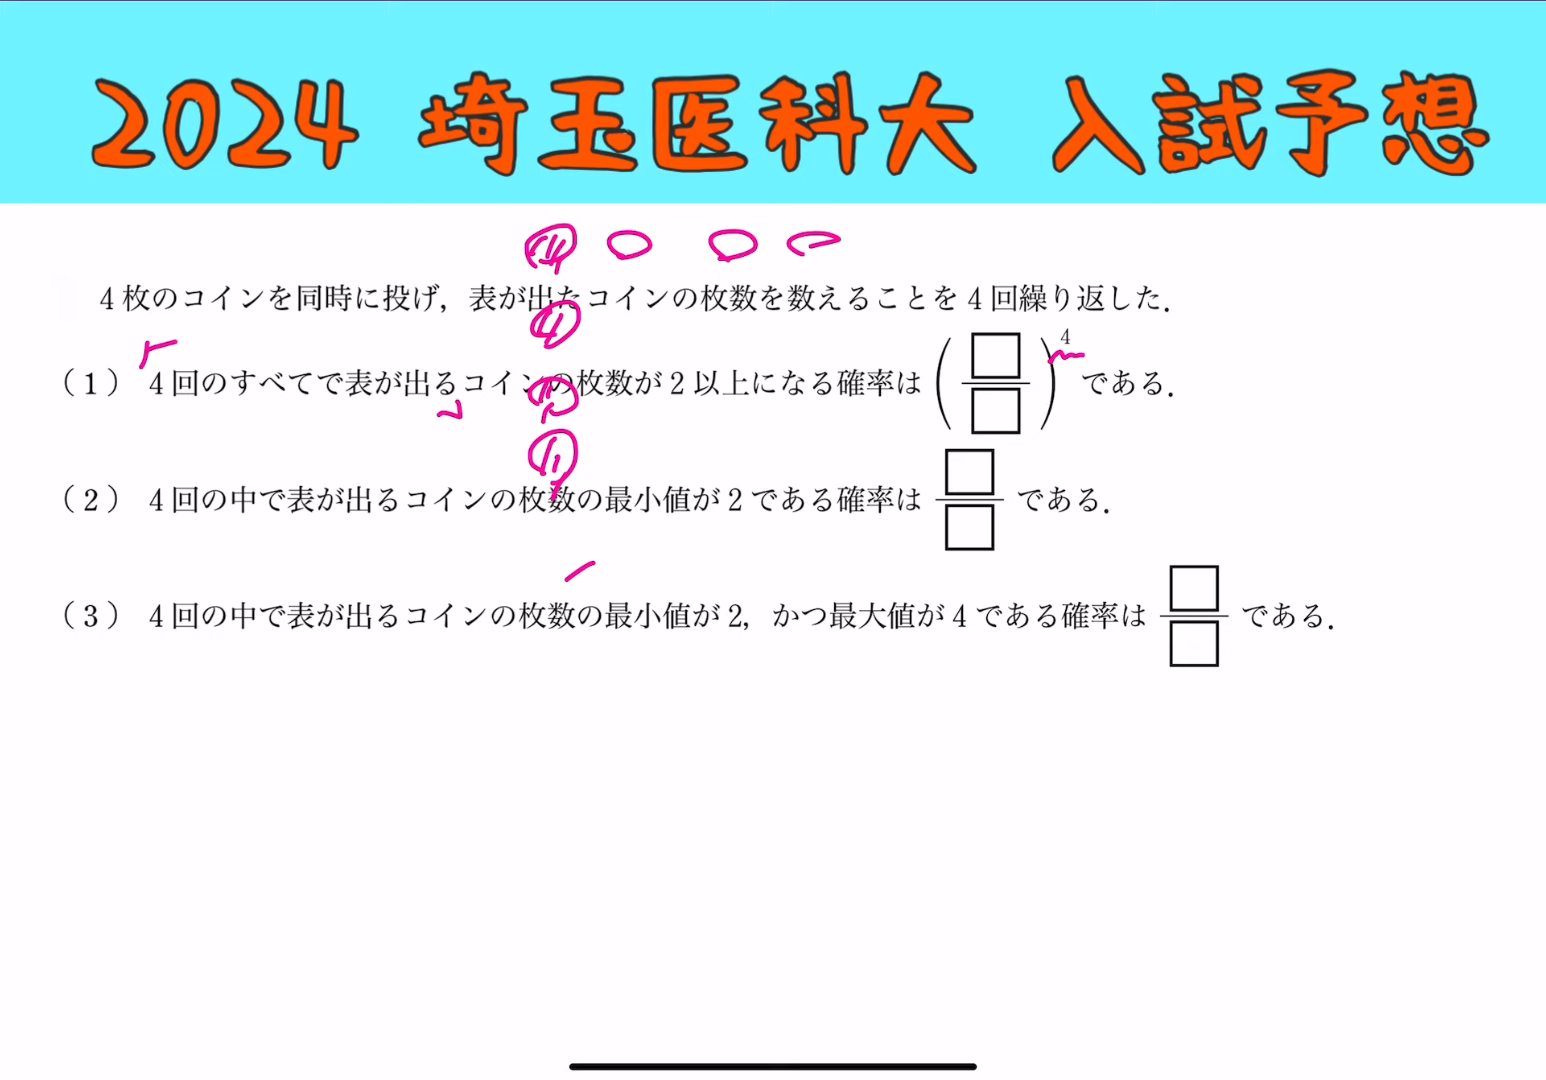 2024 埼玉医科大 入試予想
4枚のコインを同時に投げ，表が出たコインの枚数を数えることを4回繰り返した．
（1） 4回のすべてで表が出るコインの枚数が2以上になる確率は (□/□)^4 である．
（2） 4回の中で表が出るコインの枚数の最小値が2である確率は □/□ である．
（3） 4回の中で表が出るコインの枚数の最小値が2，かつ最大値が4である確率は □/□ である．